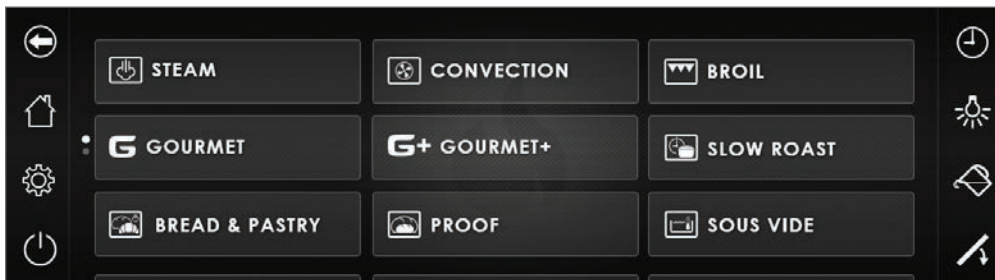 STEAM
CONVECTION
BROIL
G GOURMET
G+ GOURMET+
SLOW ROAST
BREAD & PASTRY
PROOF
SOUS VIDE